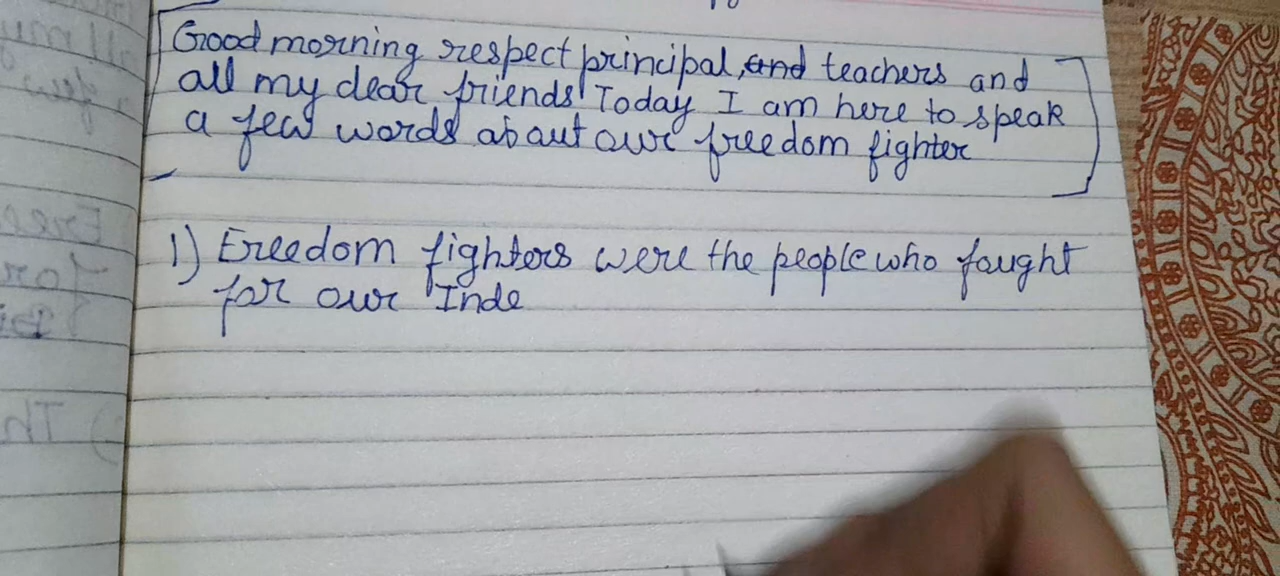 Good morning respect principal, and teachers and
all my dear friends! Today I am here to speak
a few words about our freedom fighter
1) Freedom fighters were the people who fought
for our Inde